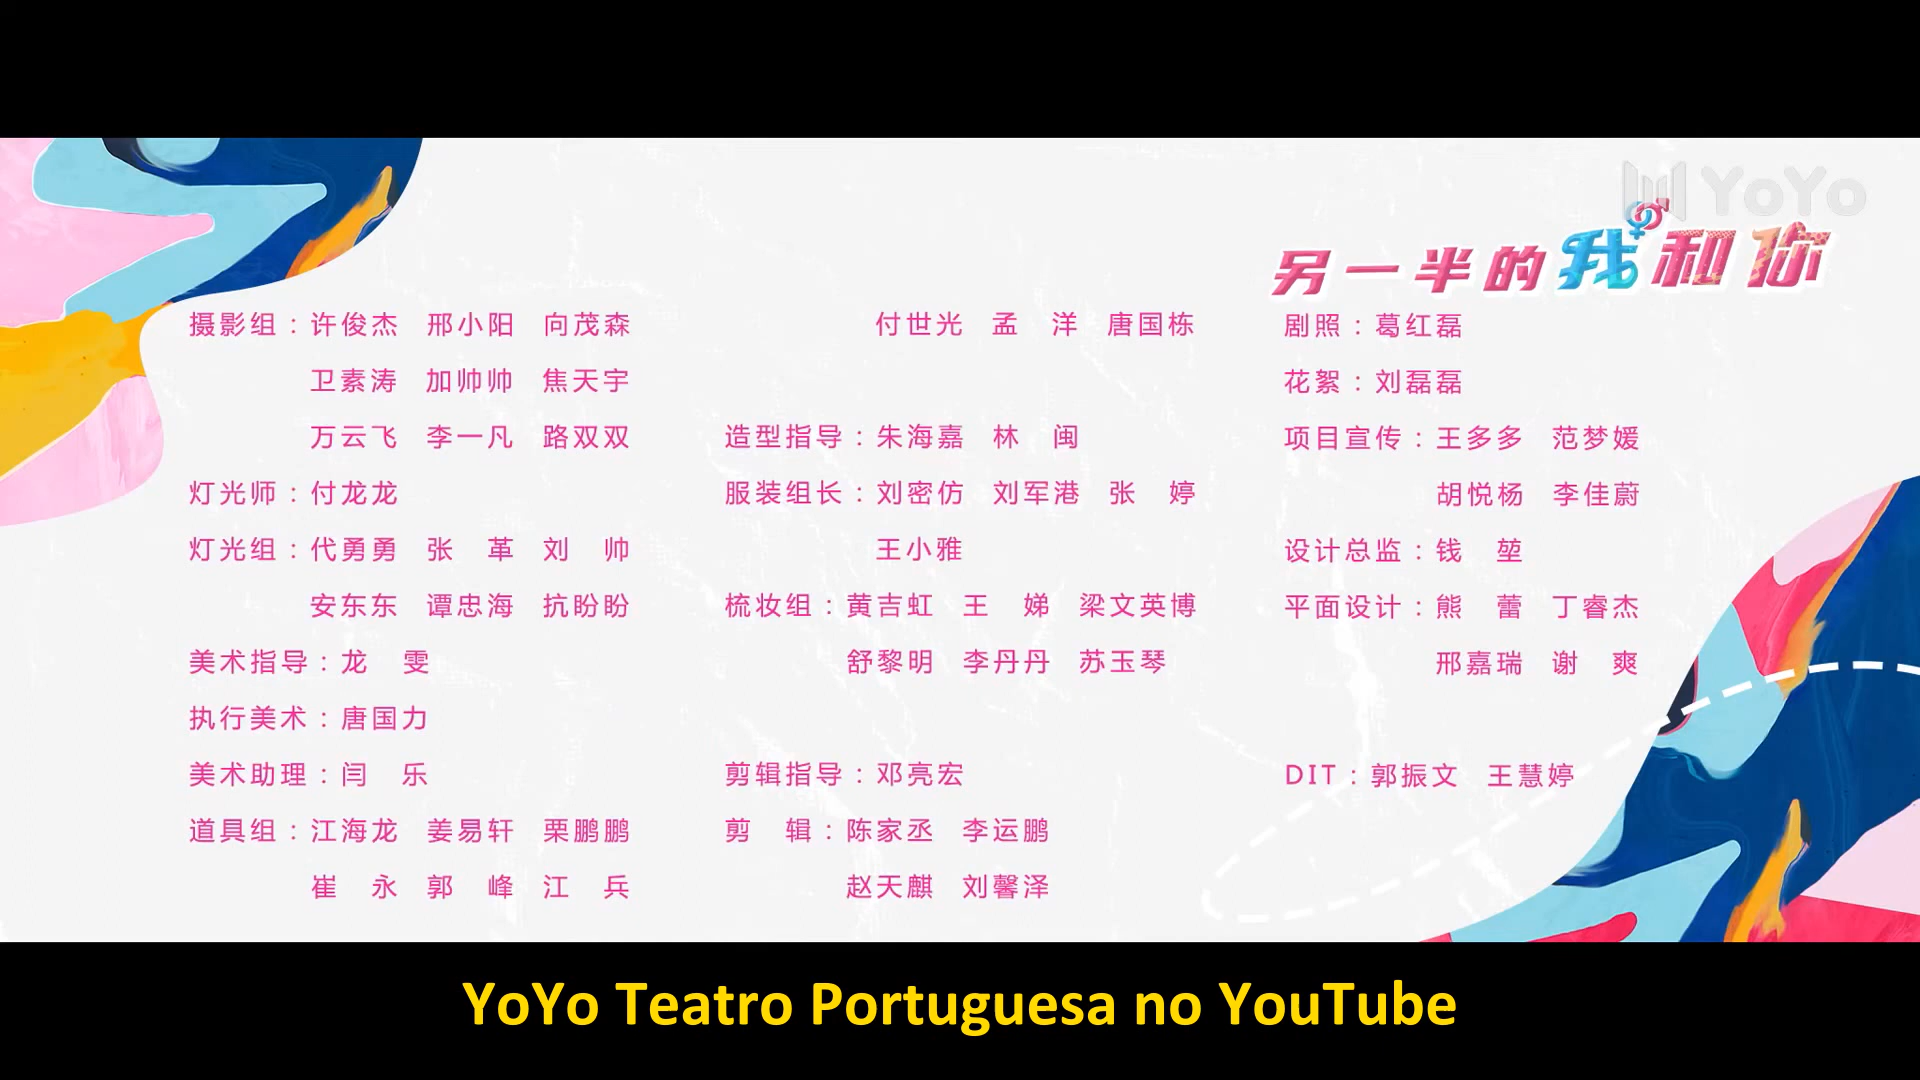 YoYo
另一半的我和你
摄影组：许俊杰 邢小阳 向茂森
卫素涛 加帅帅 焦天宇
万云飞 李一凡 路双双
灯光师：付龙龙
灯光组：代勇勇 张 革 刘 帅
安东东 谭忠海 抗盼盼
美术指导：龙 雯
执行美术：唐国力
美术助理：闫 乐
道具组：江海龙 姜易轩 栗鹏鹏
崔 永 郭 峰 江 兵
付世光 孟 洋 唐国栋
造型指导：朱海嘉 林 闽
服装组长：刘密仿 刘军港 张 婷
王小雅
梳妆组：黄吉虹 王 娣 梁文英博
舒黎明 李丹丹 苏玉琴
剪辑指导：邓亮宏
剪 辑：陈家丞 李运鹏
赵天麒 刘馨泽
剧照：葛红磊
花絮：刘磊磊
项目宣传：王多多 范梦媛
胡悦杨 李佳蔚
设计总监：钱 堃
平面设计：熊 蕾 丁睿杰
邢嘉瑞 谢 爽
DIT：郭振文 王慧婷
YoYo Teatro Portuguesa no YouTube